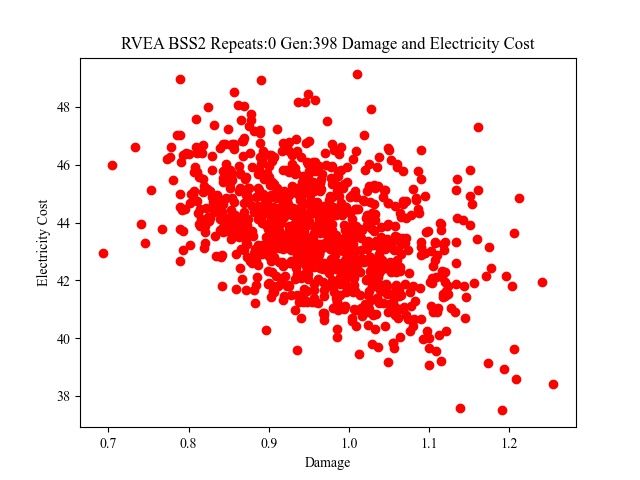 RVEA BSS2 Repeats:0 Gen:398 Damage and Electricity Cost
48
46
44
42
40
38
Electricity Cost
0.7 0.8 0.9 1.0 1.1 1.2
Damage